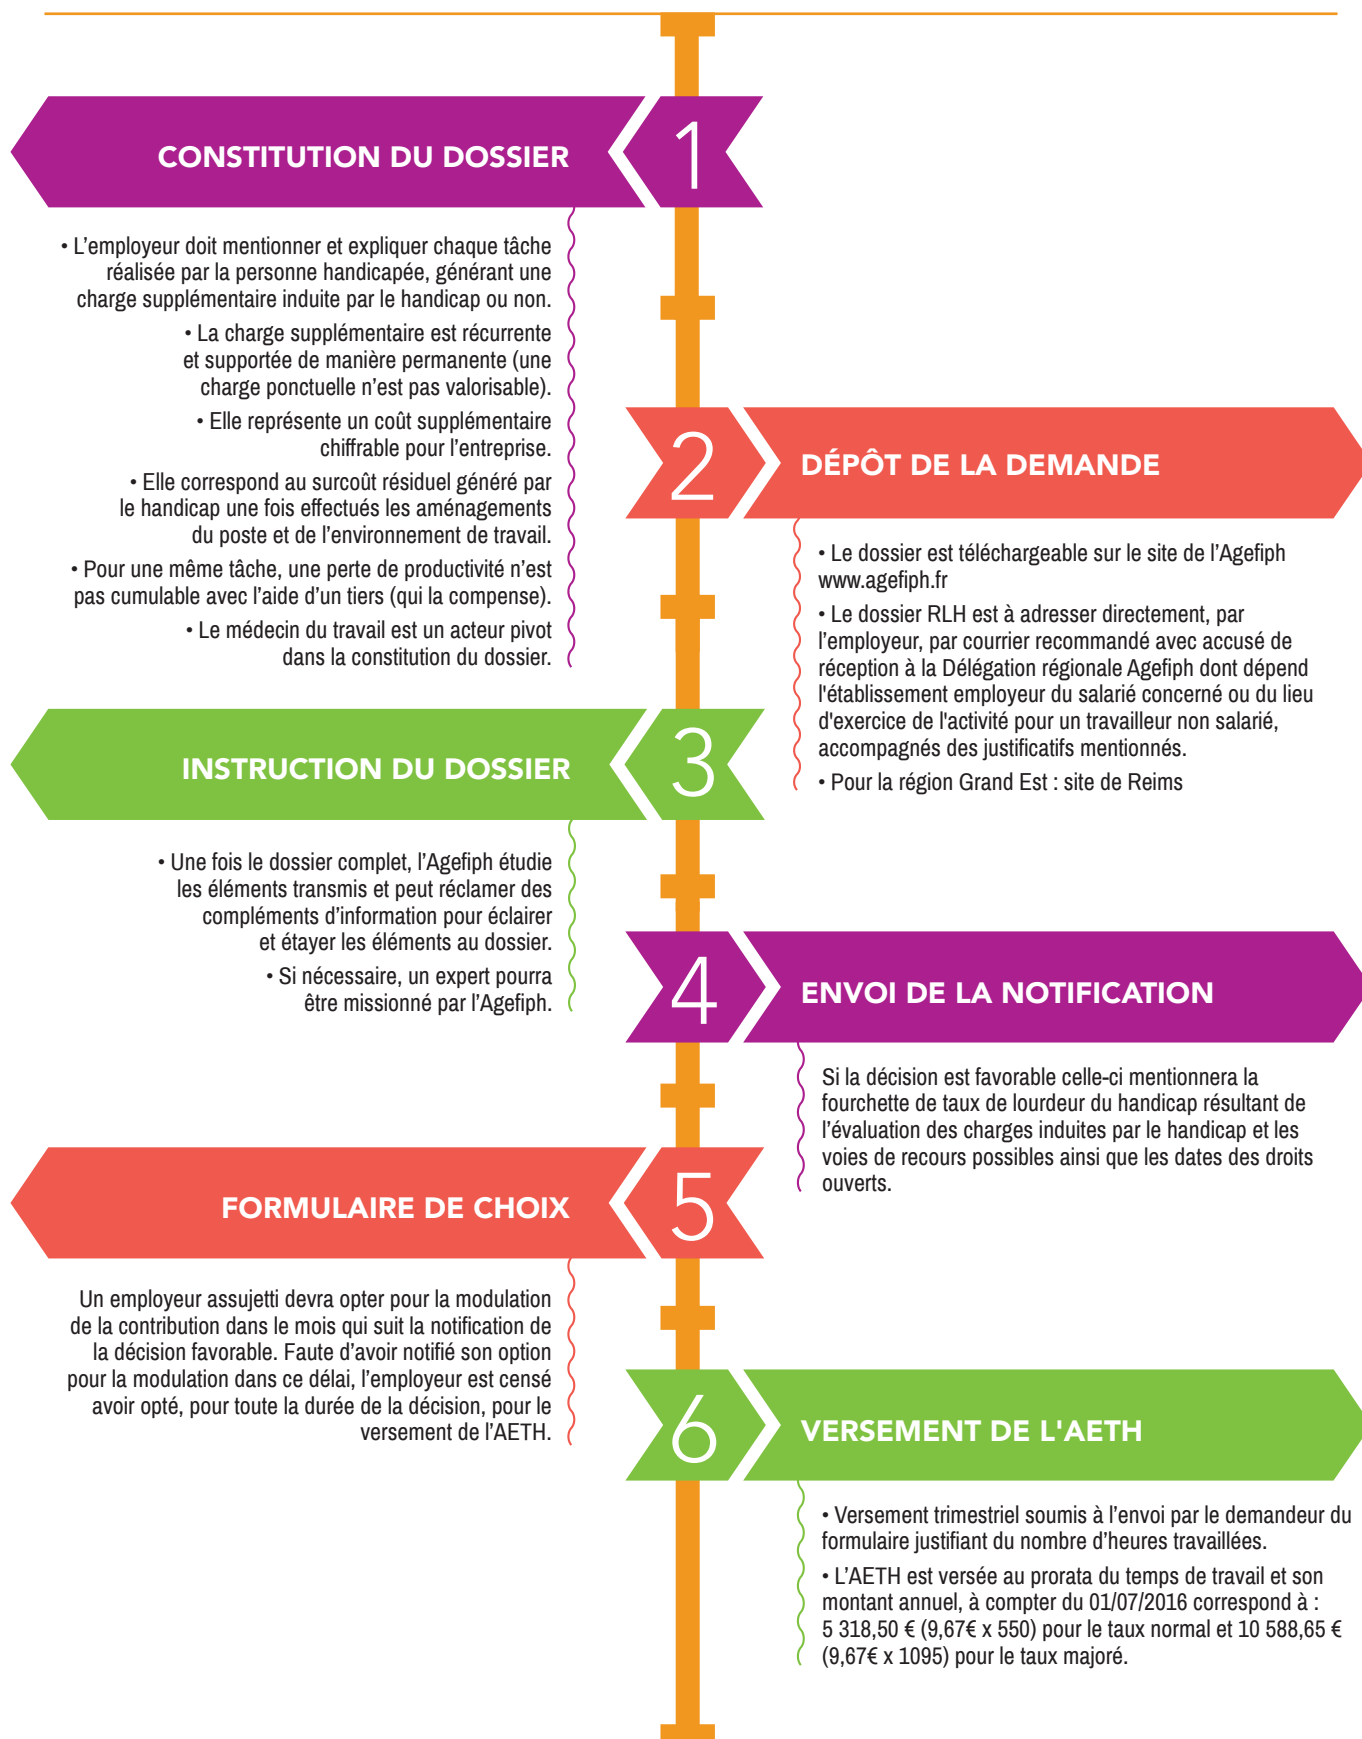 1
CONSTITUTION DU DOSSIER
• L’employeur doit mentionner et expliquer chaque tâche
réalisée par la personne handicapée, générant une
charge supplémentaire induite par le handicap ou non.
• La charge supplémentaire est récurrente
et supportée de manière permanente (une
charge ponctuelle n’est pas valorisable).
• Elle représente un coût supplémentaire
chiffrable pour l’entreprise.
• Elle correspond au surcoût résiduel généré par
le handicap une fois effectués les aménagements
du poste et de l’environnement de travail.
• Pour une même tâche, une perte de productivité n’est
pas cumulable avec l’aide d’un tiers (qui la compense).
• Le médecin du travail est un acteur pivot
dans la constitution du dossier.
2
DÉPÔT DE LA DEMANDE
• Le dossier est téléchargeable sur le site de l’Agefiph
www.agefiph.fr
• Le dossier RLH est à adresser directement, par
l’employeur, par courrier recommandé avec accusé de
réception à la Délégation régionale Agefiph dont dépend
l'établissement employeur du salarié concerné ou du lieu
d'exercice de l'activité pour un travailleur non salarié,
accompagnés des justificatifs mentionnés.
• Pour la région Grand Est : site de Reims
3
INSTRUCTION DU DOSSIER
• Une fois le dossier complet, l’Agefiph étudie
les éléments transmis et peut réclamer des
compléments d’information pour éclairer
et étayer les éléments au dossier.
• Si nécessaire, un expert pourra
être missionné par l’Agefiph.
4
ENVOI DE LA NOTIFICATION
Si la décision est favorable celle-ci mentionnera la
fourchette de taux de lourdeur du handicap résultant de
l’évaluation des charges induites par le handicap et les
voies de recours possibles ainsi que les dates des droits
ouverts.
5
FORMULAIRE DE CHOIX
Un employeur assujetti devra opter pour la modulation
de la contribution dans le mois qui suit la notification de
la décision favorable. Faute d’avoir notifié son option
pour la modulation dans ce délai, l’employeur est censé
avoir opté, pour toute la durée de la décision, pour le
versement de l’AETH.
6
VERSEMENT DE L'AETH
• Versement trimestriel soumis à l’envoi par le demandeur du
formulaire justifiant du nombre d’heures travaillées.
• L’AETH est versée au prorata du temps de travail et son
montant annuel, à compter du 01/07/2016 correspond à :
5 318,50 € (9,67€ x 550) pour le taux normal et 10 588,65 €
(9,67€ x 1095) pour le taux majoré.